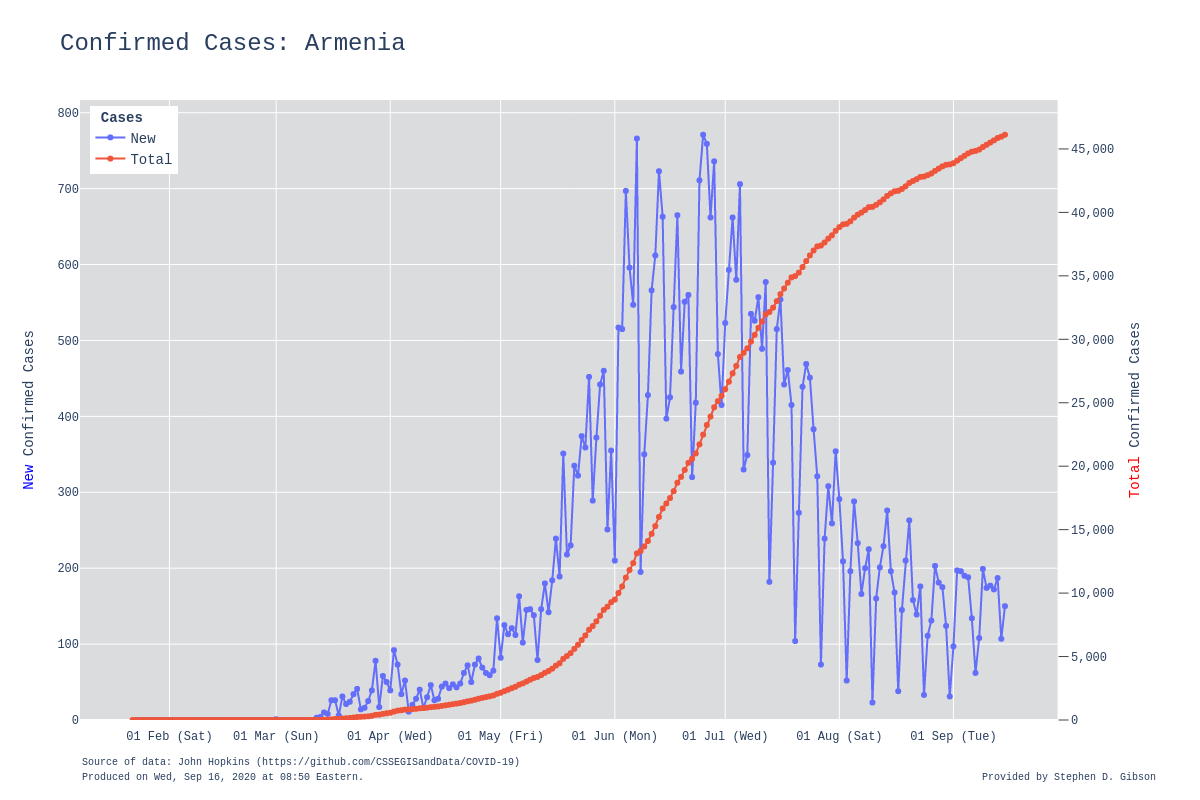 Confirmed Cases: Armenia
Cases
New
Total
800
700
600
500
400
300
200
100
0
New Confirmed Cases
45,000
40,000
35,000
30,000
25,000
20,000
15,000
10,000
5,000
0
Total Confirmed Cases
01 Feb (Sat) 01 Mar (Sun) 01 Apr (Wed) 01 May (Fri) 01 Jun (Mon) 01 Jul (Wed) 01 Aug (Sat) 01 Sep (Tue)
Source of data: John Hopkins (https://github.com/CSSEGISandData/COVID-19)
Produced on Wed, Sep 16, 2020 at 08:50 Eastern.
Provided by Stephen D. Gibson